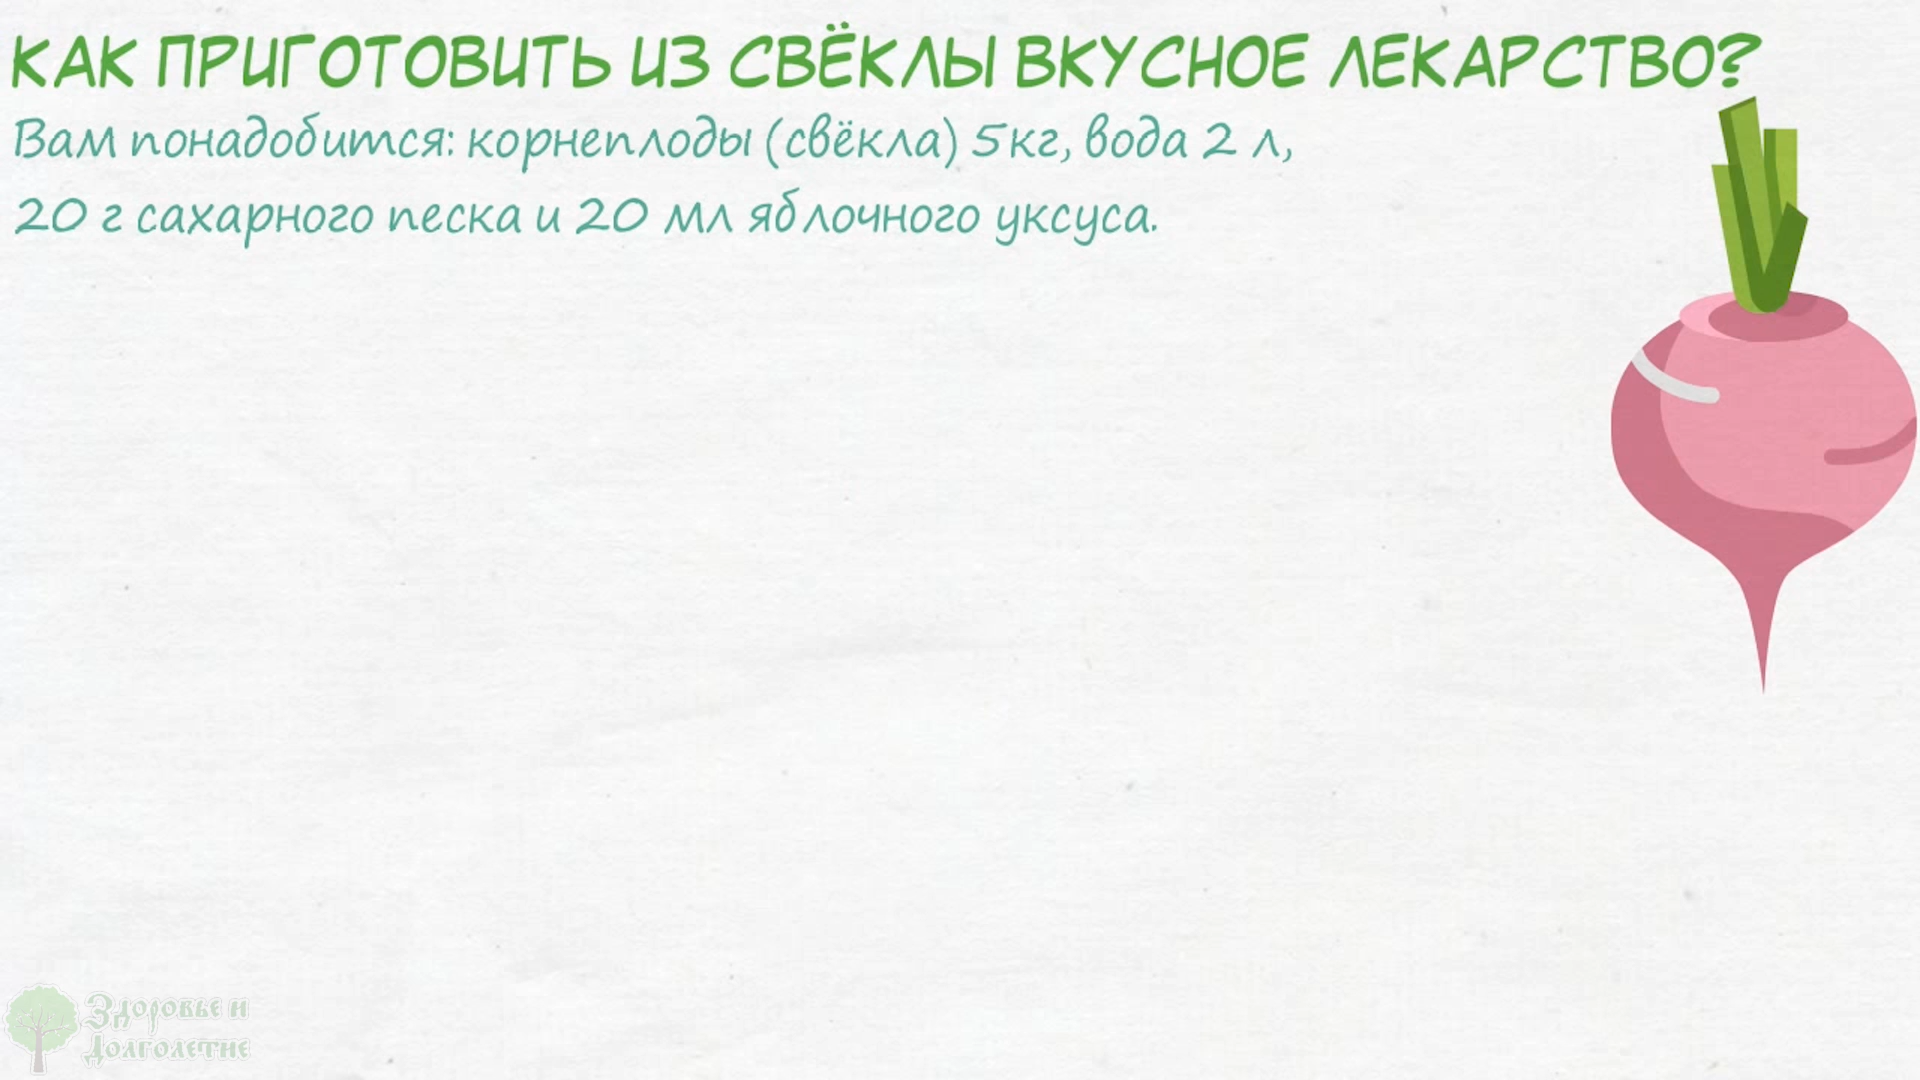 КАК ПРИГОТОВИТЬ ИЗ СВЁКЛЫ ВКУСНОЕ ЛЕКАРСТВО?
Вам понадобится: корнеплоды (свёкла) 5кг, вода 2 л,
20 г сахарного песка и 20 мл яблочного уксуса.
Здоровье и
Долголетие